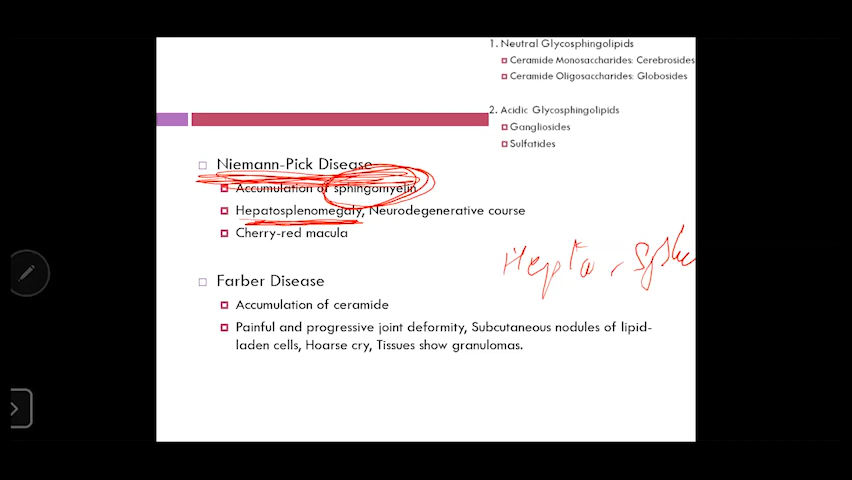 1. Neutral Glycosphingolipids
Ceramide Monosaccharides: Cerebrosides
Ceramide Oligosaccharides: Globosides
2. Acidic Glycosphingolipids
Gangliosides
Sulfatides
Niemann-Pick Disease
Accumulation of sphingomyelin
Hepatosplenomegaly, Neurodegenerative course
Cherry-red macula
Farber Disease
Accumulation of ceramide
Painful and progressive joint deformity, Subcutaneous nodules of lipid-
laden cells, Hoarse cry, Tissues show granulomas.